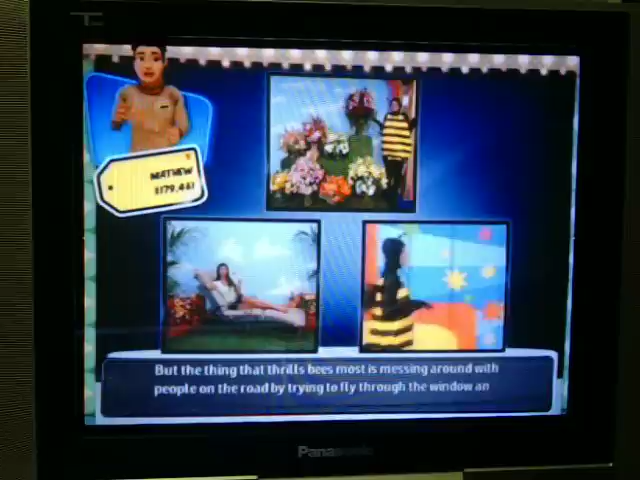 MATHEW
$179,441
But the thing that thrills bees most is messing around with
people on the road by trying to fly through the window an
Panasonic